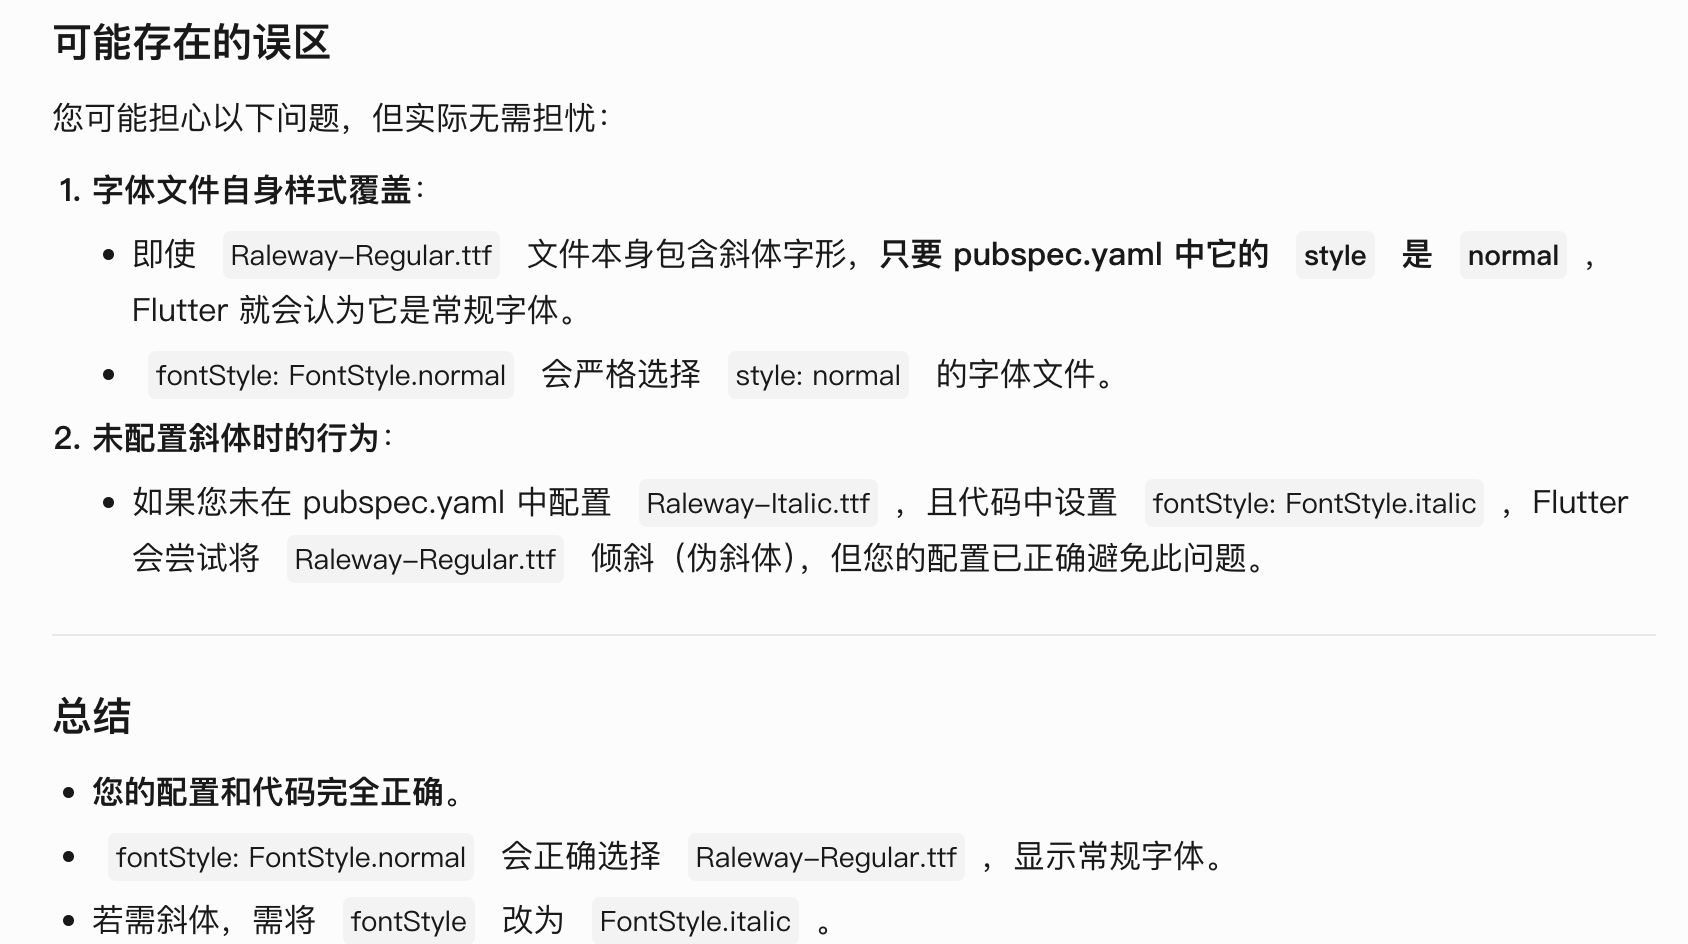 可能存在的误区
您可能担心以下问题，但实际无需担忧：
1. 字体文件自身样式覆盖：
• 即使 Raleway-Regular.ttf 文件本身包含斜体字形，只要 pubspec.yaml 中它的 style 是 normal ，
Flutter 就会认为它是常规字体。
• fontStyle: FontStyle.normal 会严格选择 style: normal 的字体文件。
2. 未配置斜体时的行为：
• 如果您未在 pubspec.yaml 中配置 Raleway-Italic.ttf ，且代码中设置 fontStyle: FontStyle.italic ，Flutter
会尝试将 Raleway-Regular.ttf 倾斜（伪斜体），但您的配置已正确避免此问题。
总结
• 您的配置和代码完全正确。
• fontStyle: FontStyle.normal 会正确选择 Raleway-Regular.ttf ，显示常规字体。
• 若需斜体，需将 fontStyle 改为 FontStyle.italic 。